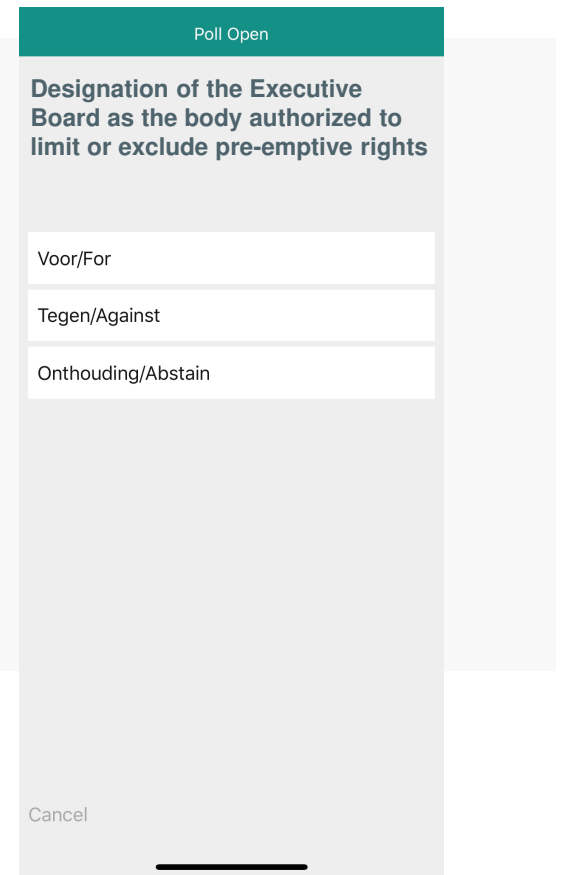 Poll Open
Designation of the Executive
Board as the body authorized to
limit or exclude pre-emptive rights
Voor/For
Tegen/Against
Onthouding/Abstain
Cancel